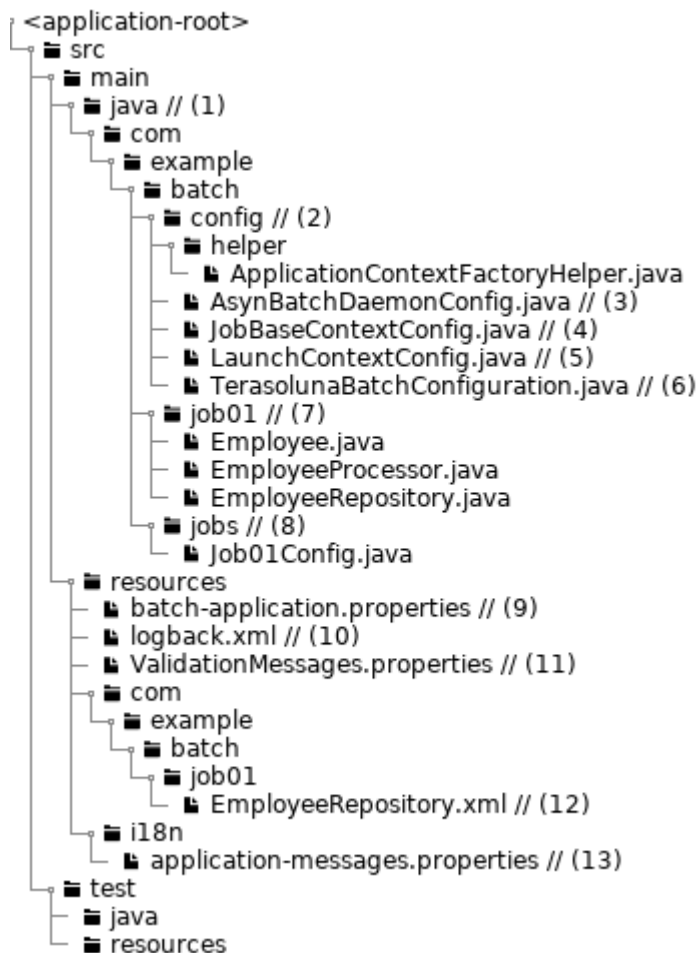 <application-root>
src
main
java // (1)
com
example
batch
config // (2)
helper
ApplicationContextFactoryHelper.java
AsynBatchDaemonConfig.java // (3)
JobBaseContextConfig.java // (4)
LaunchContextConfig.java // (5)
TerasolunaBatchConfiguration.java // (6)
job01 // (7)
Employee.java
EmployeeProcessor.java
EmployeeRepository.java
jobs // (8)
Job01Config.java
resources
batch-application.properties // (9)
logback.xml // (10)
ValidationMessages.properties // (11)
com
example
batch
job01
EmployeeRepository.xml // (12)
i18n
application-messages.properties // (13)
test
java
resources